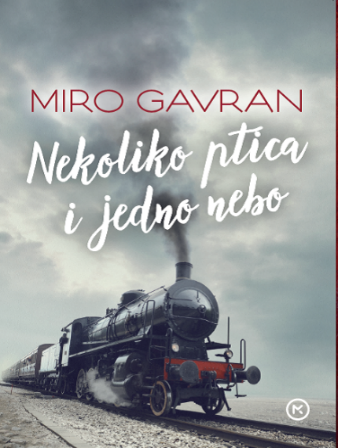 MIRO GAVRAN
Nekoliko ptica
i jedno nebo
M